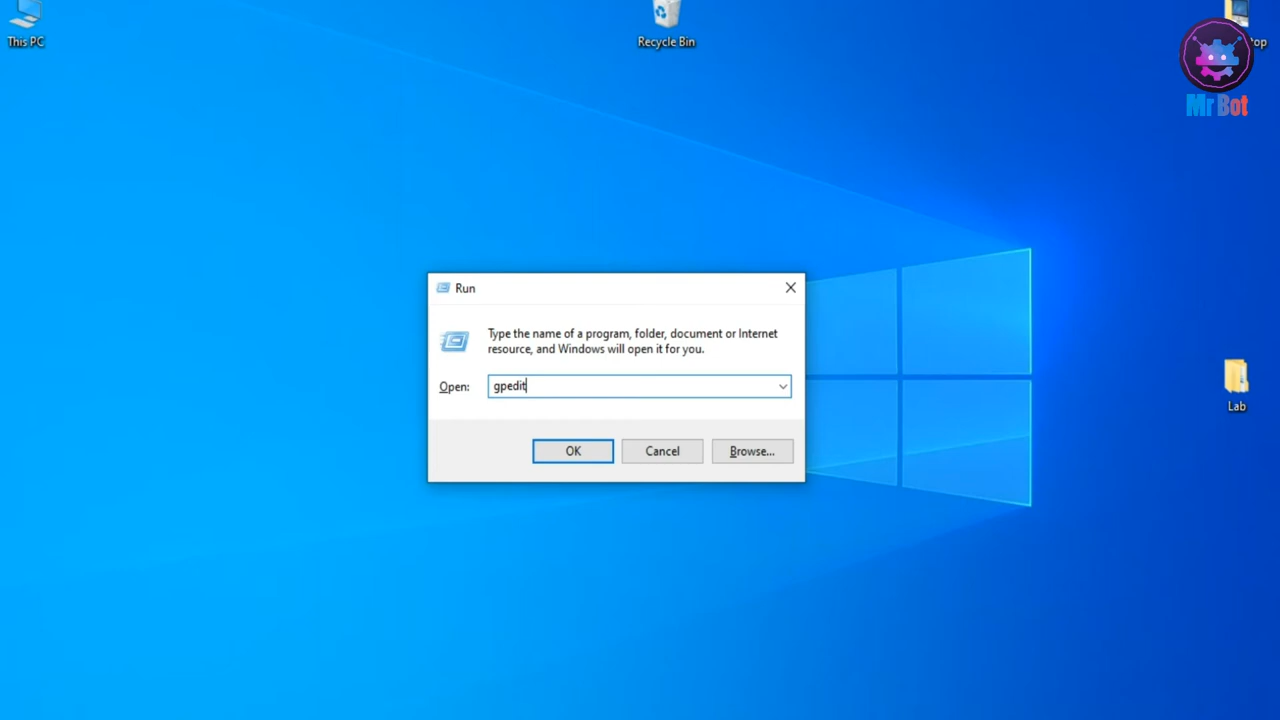 This PC
Recycle Bin
top
Mr Bot
Run
Type the name of a program, folder, document or Internet
resource, and Windows will open it for you.
Open:
gpedit
OK
Cancel
Browse...
Lab